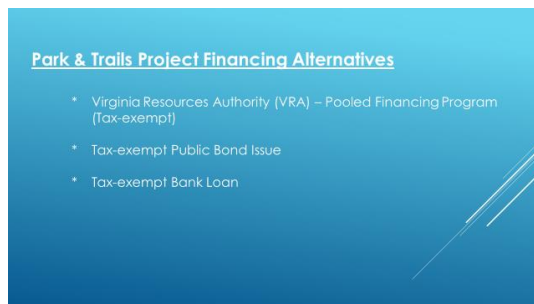 Park & Trails Project Financing Alternatives
* Virginia Resources Authority (VRA) – Pooled Financing Program
(Tax-exempt)
* Tax-exempt Public Bond Issue
* Tax-exempt Bank Loan